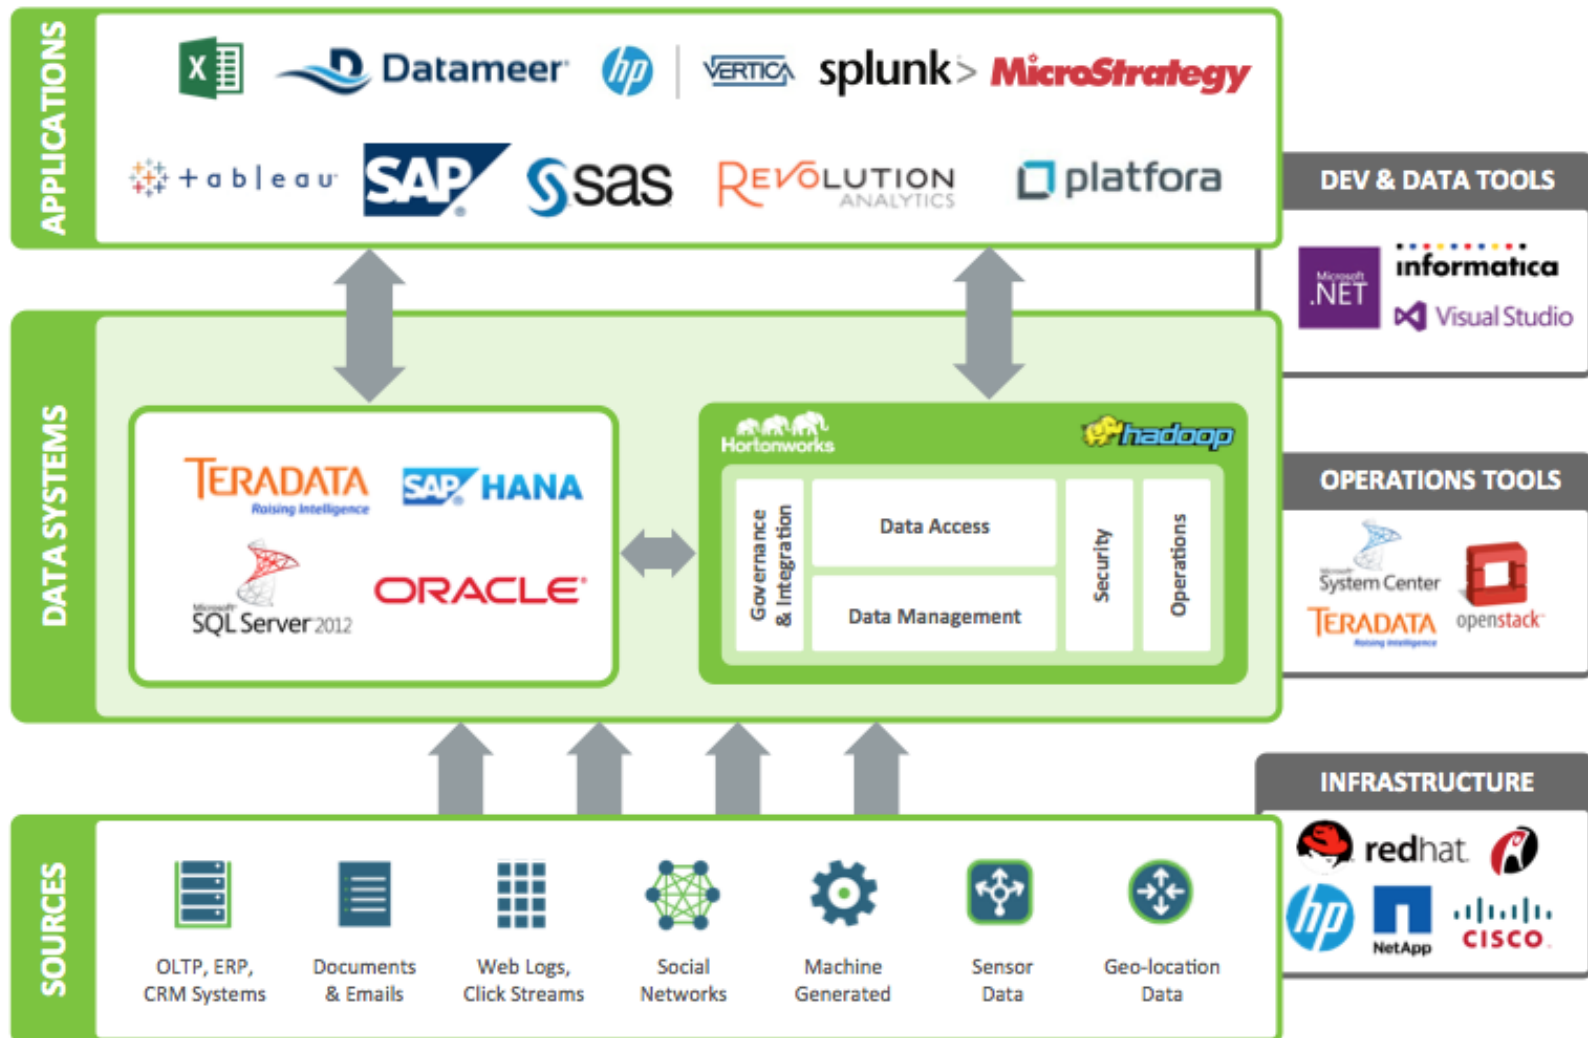 APPLICATIONS
X
D Datameer
hp
VERTICA
splunk>
MicroStrategy
+ a b | e a u
SAP
sas
REVOLUTION
ANALYTICS
platfora
DEV & DATA TOOLS
Microsoft
.NET
informatica
Visual Studio
DATA SYSTEMS
TERADATA
Raising Intelligence
SAP HANA
Microsoft
SQL Server 2012
ORACLE
Hortonworks
hadoop
Governance
& Integration
Data Access
Data Management
Security
Operations
OPERATIONS TOOLS
Microsoft
System Center
TERADATA
Raising Intelligence
openstack
INFRASTRUCTURE
redhat.
hp
NetApp
CISCO
SOURCES
OLTP, ERP,
CRM Systems
Documents
& Emails
Web Logs,
Click Streams
Social
Networks
Machine
Generated
Sensor
Data
Geo-location
Data